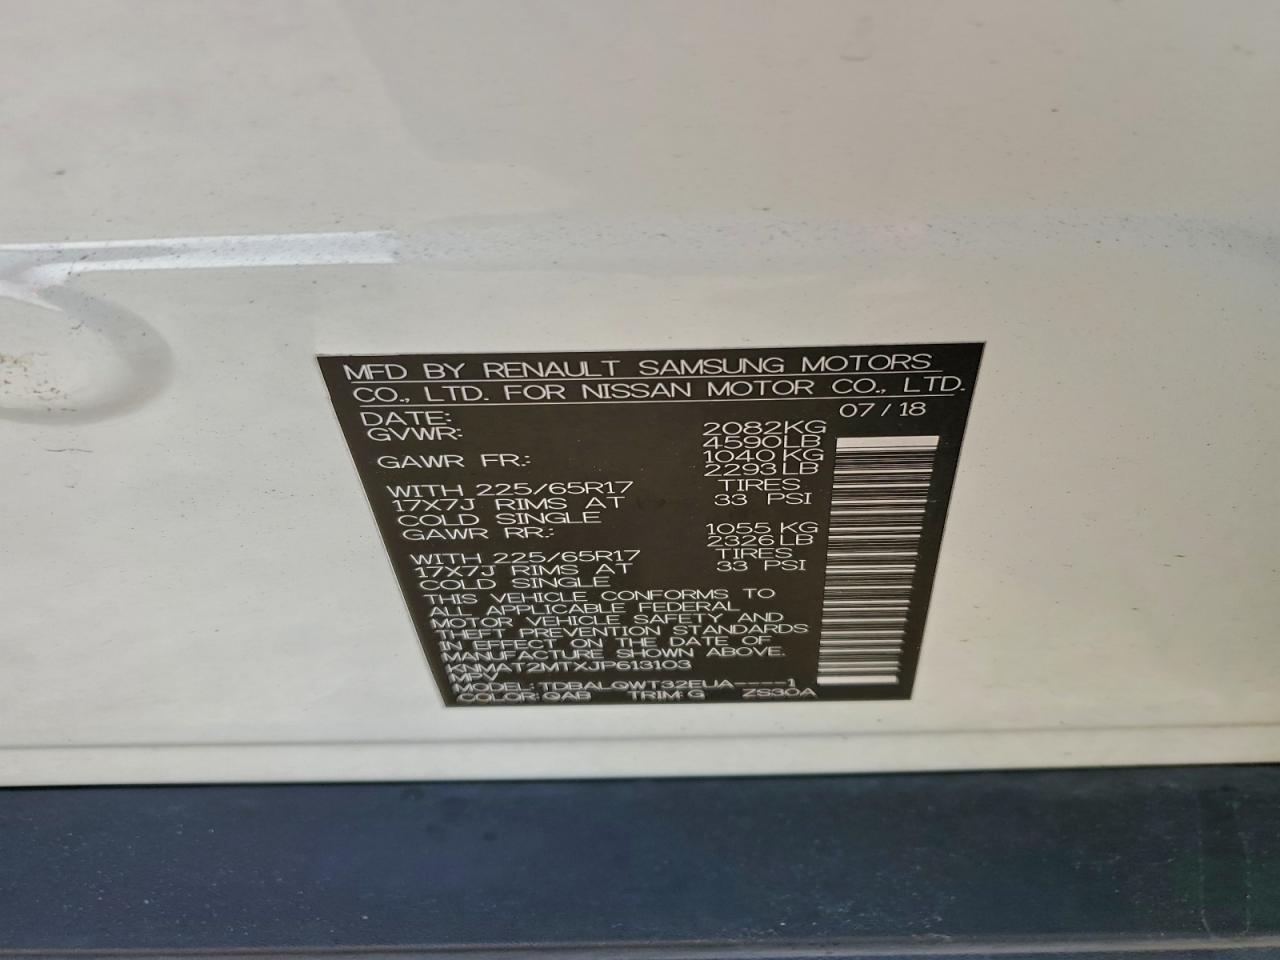 MFD BY RENAULT SAMSUNG MOTORS
CO., LTD. FOR NISSAN MOTOR CO., LTD.
DATE: 07/18
GVWR: 2082KG
4590LB
GAWR FR.: 1040KG
2293LB
WITH 225/65R17 TIRES
17X7J RIMS AT 33 PSI
COLD SINGLE
GAWR RR.: 1055KG
2326LB
WITH 225/65R17 TIRES
17X7J RIMS AT 33 PSI
COLD SINGLE
THIS VEHICLE CONFORMS TO
ALL APPLICABLE FEDERAL
MOTOR VEHICLE SAFETY AND
THEFT PREVENTION STANDARDS
IN EFFECT ON THE DATE OF
MANUFACTURE SHOWN ABOVE.
KNMAT2MTXJP613103
MPV
MODEL: TDBALQWT32EUA----1
COLOR: QAB TRIM: G ZS30A